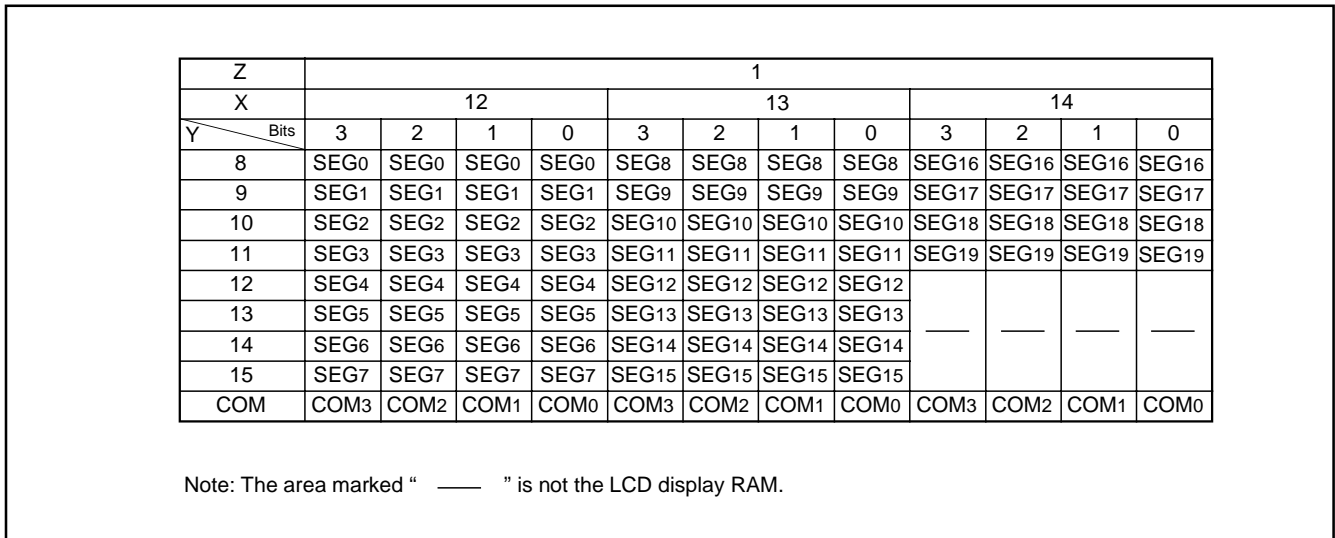 Z 1
X 12 13 14
Y Bits 3 2 1 0 3 2 1 0 3 2 1 0
8 SEG0 SEG0 SEG0 SEG0 SEG8 SEG8 SEG8 SEG8 SEG16 SEG16 SEG16 SEG16
9 SEG1 SEG1 SEG1 SEG1 SEG9 SEG9 SEG9 SEG9 SEG17 SEG17 SEG17 SEG17
10 SEG2 SEG2 SEG2 SEG2 SEG10 SEG10 SEG10 SEG10 SEG18 SEG18 SEG18 SEG18
11 SEG3 SEG3 SEG3 SEG3 SEG11 SEG11 SEG11 SEG11 SEG19 SEG19 SEG19 SEG19
12 SEG4 SEG4 SEG4 SEG4 SEG12 SEG12 SEG12 SEG12
13 SEG5 SEG5 SEG5 SEG5 SEG13 SEG13 SEG13 SEG13 —— —— —— ——
14 SEG6 SEG6 SEG6 SEG6 SEG14 SEG14 SEG14 SEG14
15 SEG7 SEG7 SEG7 SEG7 SEG15 SEG15 SEG15 SEG15
COM COM3 COM2 COM1 COM0 COM3 COM2 COM1 COM0 COM3 COM2 COM1 COM0
Note: The area marked “ —— ” is not the LCD display RAM.